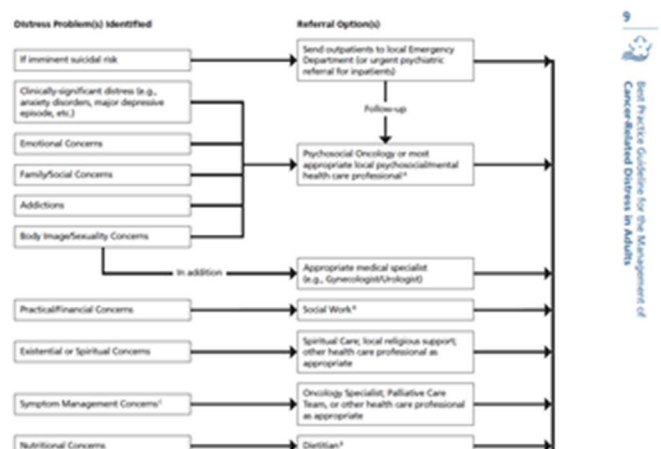 Distress Problem(s) Identified
Referral Option(s)
If imminent suicidal risk
Send outpatients to local Emergency
Department (or urgent psychiatric
referral for inpatients)
Clinically-significant distress (e.g.,
anxiety disorders, major depressive
episode, etc.)
Follow-up
Emotional Concerns
Family/Social Concerns
Addictions
Body Image/Sexuality Concerns
Psychosocial Oncology or most
appropriate local psychosocial/mental
health care professional
In addition
Appropriate medical specialist
(e.g., Gynecologist/Urologist)
Practical/Financial Concerns
Social Work
Existential or Spiritual Concerns
Spiritual Care; local religious support;
other health care professional as
appropriate
Symptom Management Concerns
Oncology Specialist, Palliative Care
Team, or other health care professional
as appropriate
Nutritional Concerns
Dietitian
9
Best Practice Guideline for the Management of
Cancer-Related Distress in Adults